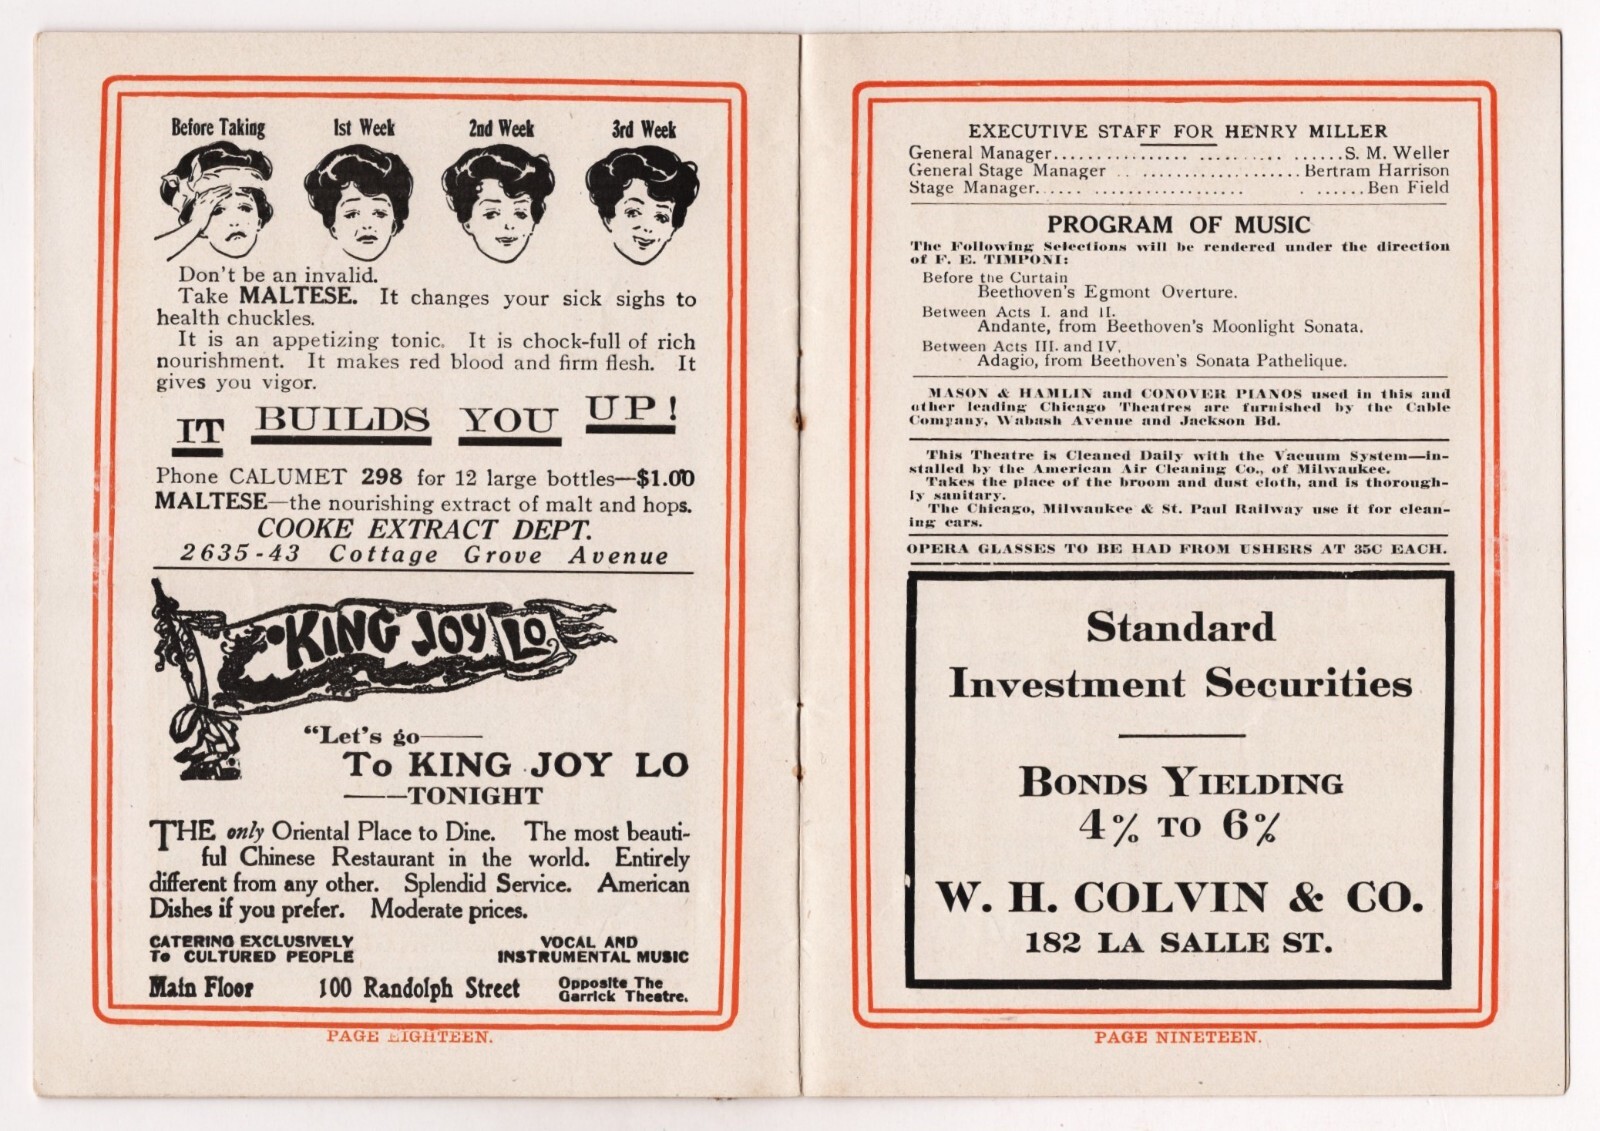 Before Taking
1st Week
2nd Week
3rd Week
Don't be an invalid.
Take MALTESE. It changes your sick sighs to
health chuckles.
It is an appetizing tonic. It is chock-full of rich
nourishment. It makes red blood and firm flesh. It
gives you vigor.
IT BUILDS YOU UP!
Phone CALUMET 298 for 12 large bottles—$1.00
MALTESE—the nourishing extract of malt and hops.
COOKE EXTRACT DEPT.
2635-43 Cottage Grove Avenue
KING JOY LO
"Let's go——
To KING JOY LO
——TONIGHT
THE only Oriental Place to Dine. The most beauti-
ful Chinese Restaurant in the world. Entirely
different from any other. Splendid Service. American
Dishes if you prefer. Moderate prices.
CATERING EXCLUSIVELY
To CULTURED PEOPLE
VOCAL AND
INSTRUMENTAL MUSIC
Main Floor
100 Randolph Street
Opposite The
Garrick Theatre.
PAGE EIGHTEEN.
EXECUTIVE STAFF FOR HENRY MILLER
General Manager................ ............ ......S. M. Weller
General Stage Manager .. ....................Bertram Harrison
Stage Manager...... .................. ......Ben Field
PROGRAM OF MUSIC
The Following Selections will be rendered under the direction
of F. E. TIMPONI:
Before the Curtain
Beethoven's Egmont Overture.
Between Acts I. and II.
Andante, from Beethoven's Moonlight Sonata.
Between Acts III. and IV.
Adagio, from Beethoven's Sonata Pathelique.
MASON & HAMLIN and CONOVER PIANOS used in this and
other leading Chicago Theatres are furnished by the Cable
Company, Wabash Avenue and Jackson Bd.
This Theatre is Cleaned Daily with the Vacuum System—in-
stalled by the American Air Cleaning Co., of Milwaukee.
Takes the place of the broom and dust cloth, and is thorough-
ly sanitary.
The Chicago, Milwaukee & St. Paul Railway use it for clean-
ing cars.
OPERA GLASSES TO BE HAD FROM USHERS AT 35C EACH.
Standard
Investment Securities
BONDS YIELDING
4% TO 6%
W. H. COLVIN & CO.
182 LA SALLE ST.
PAGE NINETEEN.